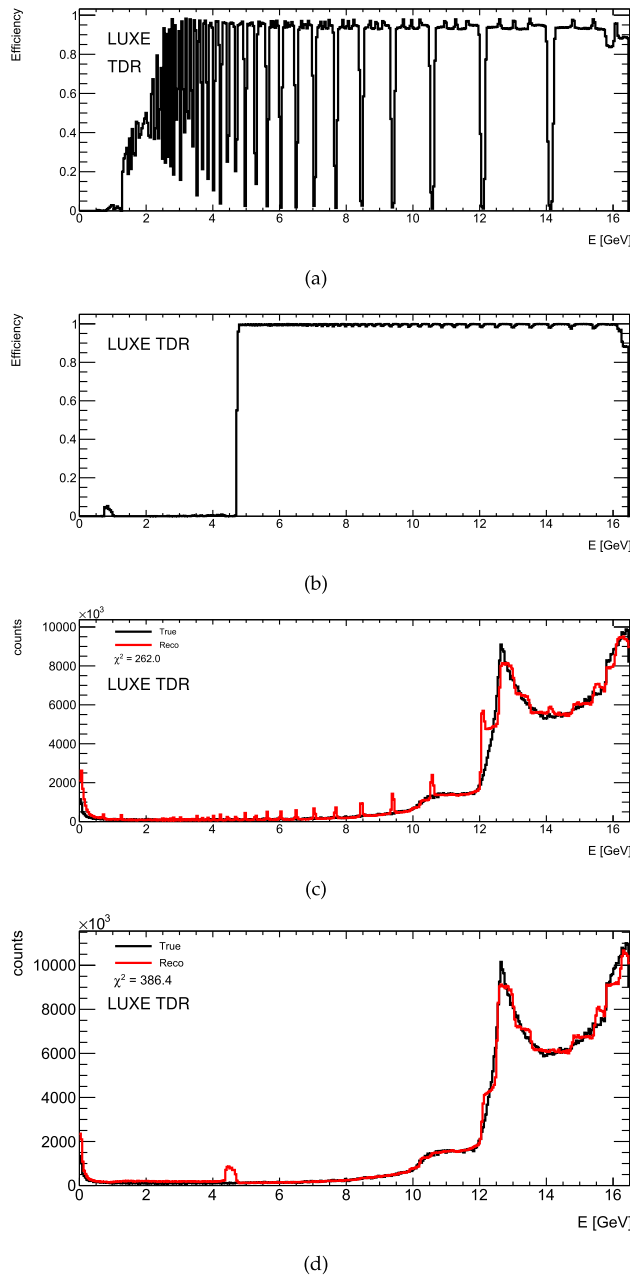 Efficiency
1
0.8
0.6
0.4
0.2
0
LUXE
TDR
0 2 4 6 8 10 12 14 16
E [GeV]
(a)
Efficiency
1
0.8
0.6
0.4
0.2
0
LUXE TDR
0 2 4 6 8 10 12 14 16
E [GeV]
(b)
×10³
counts
10000
8000
6000
4000
2000
0
True
Reco
χ² = 262.0
LUXE TDR
0 2 4 6 8 10 12 14 16
E [GeV]
(c)
×10³
counts
10000
8000
6000
4000
2000
0
True
Reco
χ² = 386.4
LUXE TDR
0 2 4 6 8 10 12 14 16
E [GeV]
(d)